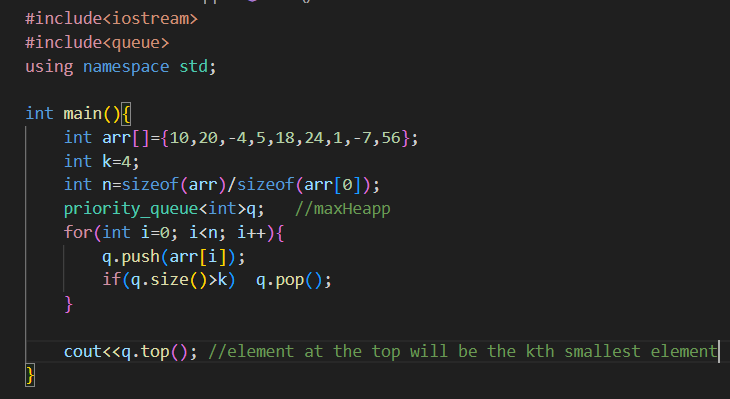 #include<iostream>
#include<queue>
using namespace std;
int main(){
int arr[]={10,20,-4,5,18,24,1,-7,56};
int k=4;
int n=sizeof(arr)/sizeof(arr[0]);
priority_queue<int>q;   //maxHeapp
for(int i=0; i<n; i++){
q.push(arr[i]);
if(q.size()>k)  q.pop();
}
cout<<q.top(); //element at the top will be the kth smallest element
}